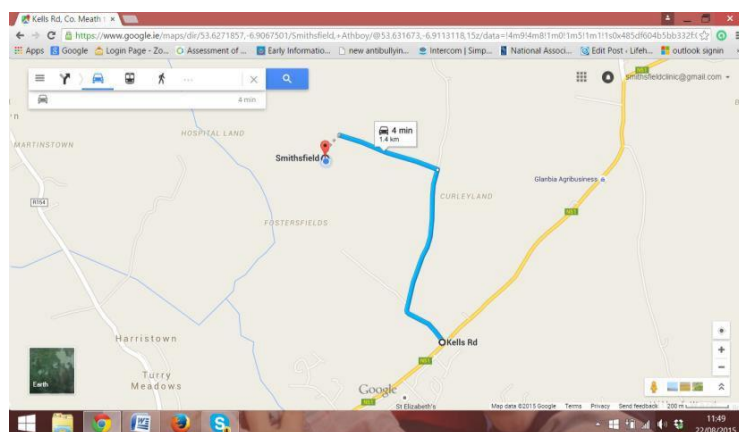 Kells Rd, Co. Meath t
https://www.google.ie/maps/dir/53.6271857,-6.9067501/Smithsfield,+Athboy/@53.631673,-6.9113118,15z/data=!4m9!4m8!1m0!1m5!1m1!1s0x485df604b5bb332f!
Apps Google Login Page - Zo... Assessment of ... Early Informatio... new antibullyin... Intercom | Simp... National Associ... Edit Post - Lifeh... outlook signin
smithsfieldclinic@gmail.com
4 min
HOSPITAL LAND
MARTINSTOWN
4 min
1.4 km
Smithsfield
Glanbia Agribusiness
CURLEYLAND
R164
N51
FOSTERSFIELDS
Harristown
Kells Rd
N51
Turry
Meadows
Earth
Google
St Elizabeth's
Map data ©2015 Google Terms Privacy Send feedback 200 m
11:49
22/08/2015